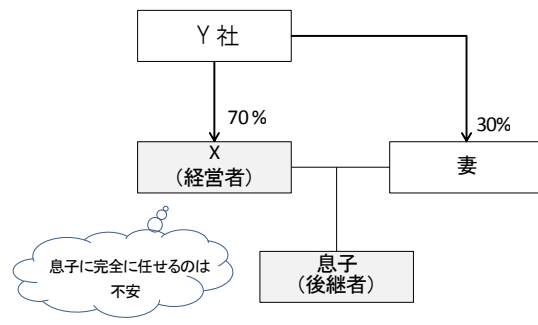 Y 社
70%
30%
X
(経営者)
妻
息子に完全に任せるのは
不安
息子
(後継者)